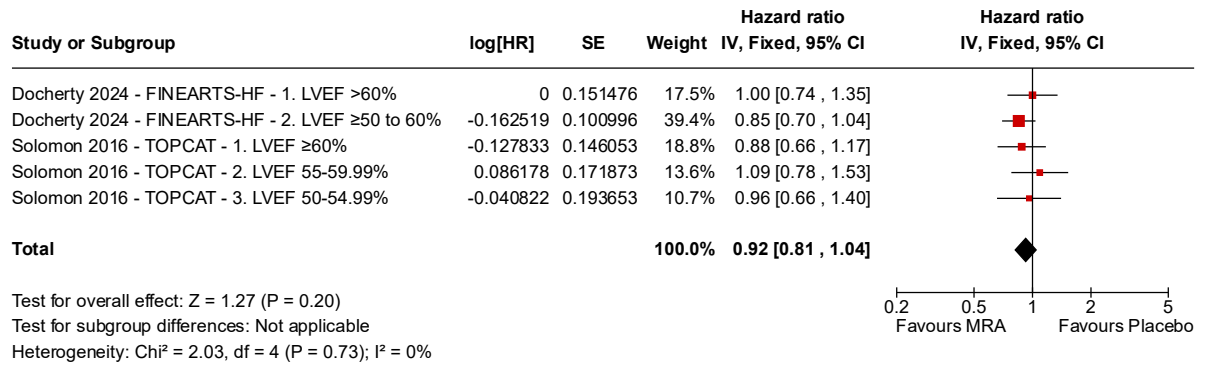 Hazard ratio Hazard ratio
Study or Subgroup log[HR] SE Weight IV, Fixed, 95% CI IV, Fixed, 95% CI
Docherty 2024 - FINEARTS-HF - 1. LVEF >60% 0 0.151476 17.5% 1.00 [0.74 , 1.35]
Docherty 2024 - FINEARTS-HF - 2. LVEF ≥50 to 60% -0.162519 0.100996 39.4% 0.85 [0.70 , 1.04]
Solomon 2016 - TOPCAT - 1. LVEF ≥60% -0.127833 0.146053 18.8% 0.88 [0.66 , 1.17]
Solomon 2016 - TOPCAT - 2. LVEF 55-59.99% 0.086178 0.171873 13.6% 1.09 [0.78 , 1.53]
Solomon 2016 - TOPCAT - 3. LVEF 50-54.99% -0.040822 0.193653 10.7% 0.96 [0.66 , 1.40]
Total 100.0% 0.92 [0.81 , 1.04]
Test for overall effect: Z = 1.27 (P = 0.20)
Test for subgroup differences: Not applicable
Heterogeneity: Chi² = 2.03, df = 4 (P = 0.73); I² = 0%
0.2 0.5 1 2 5
Favours MRA Favours Placebo